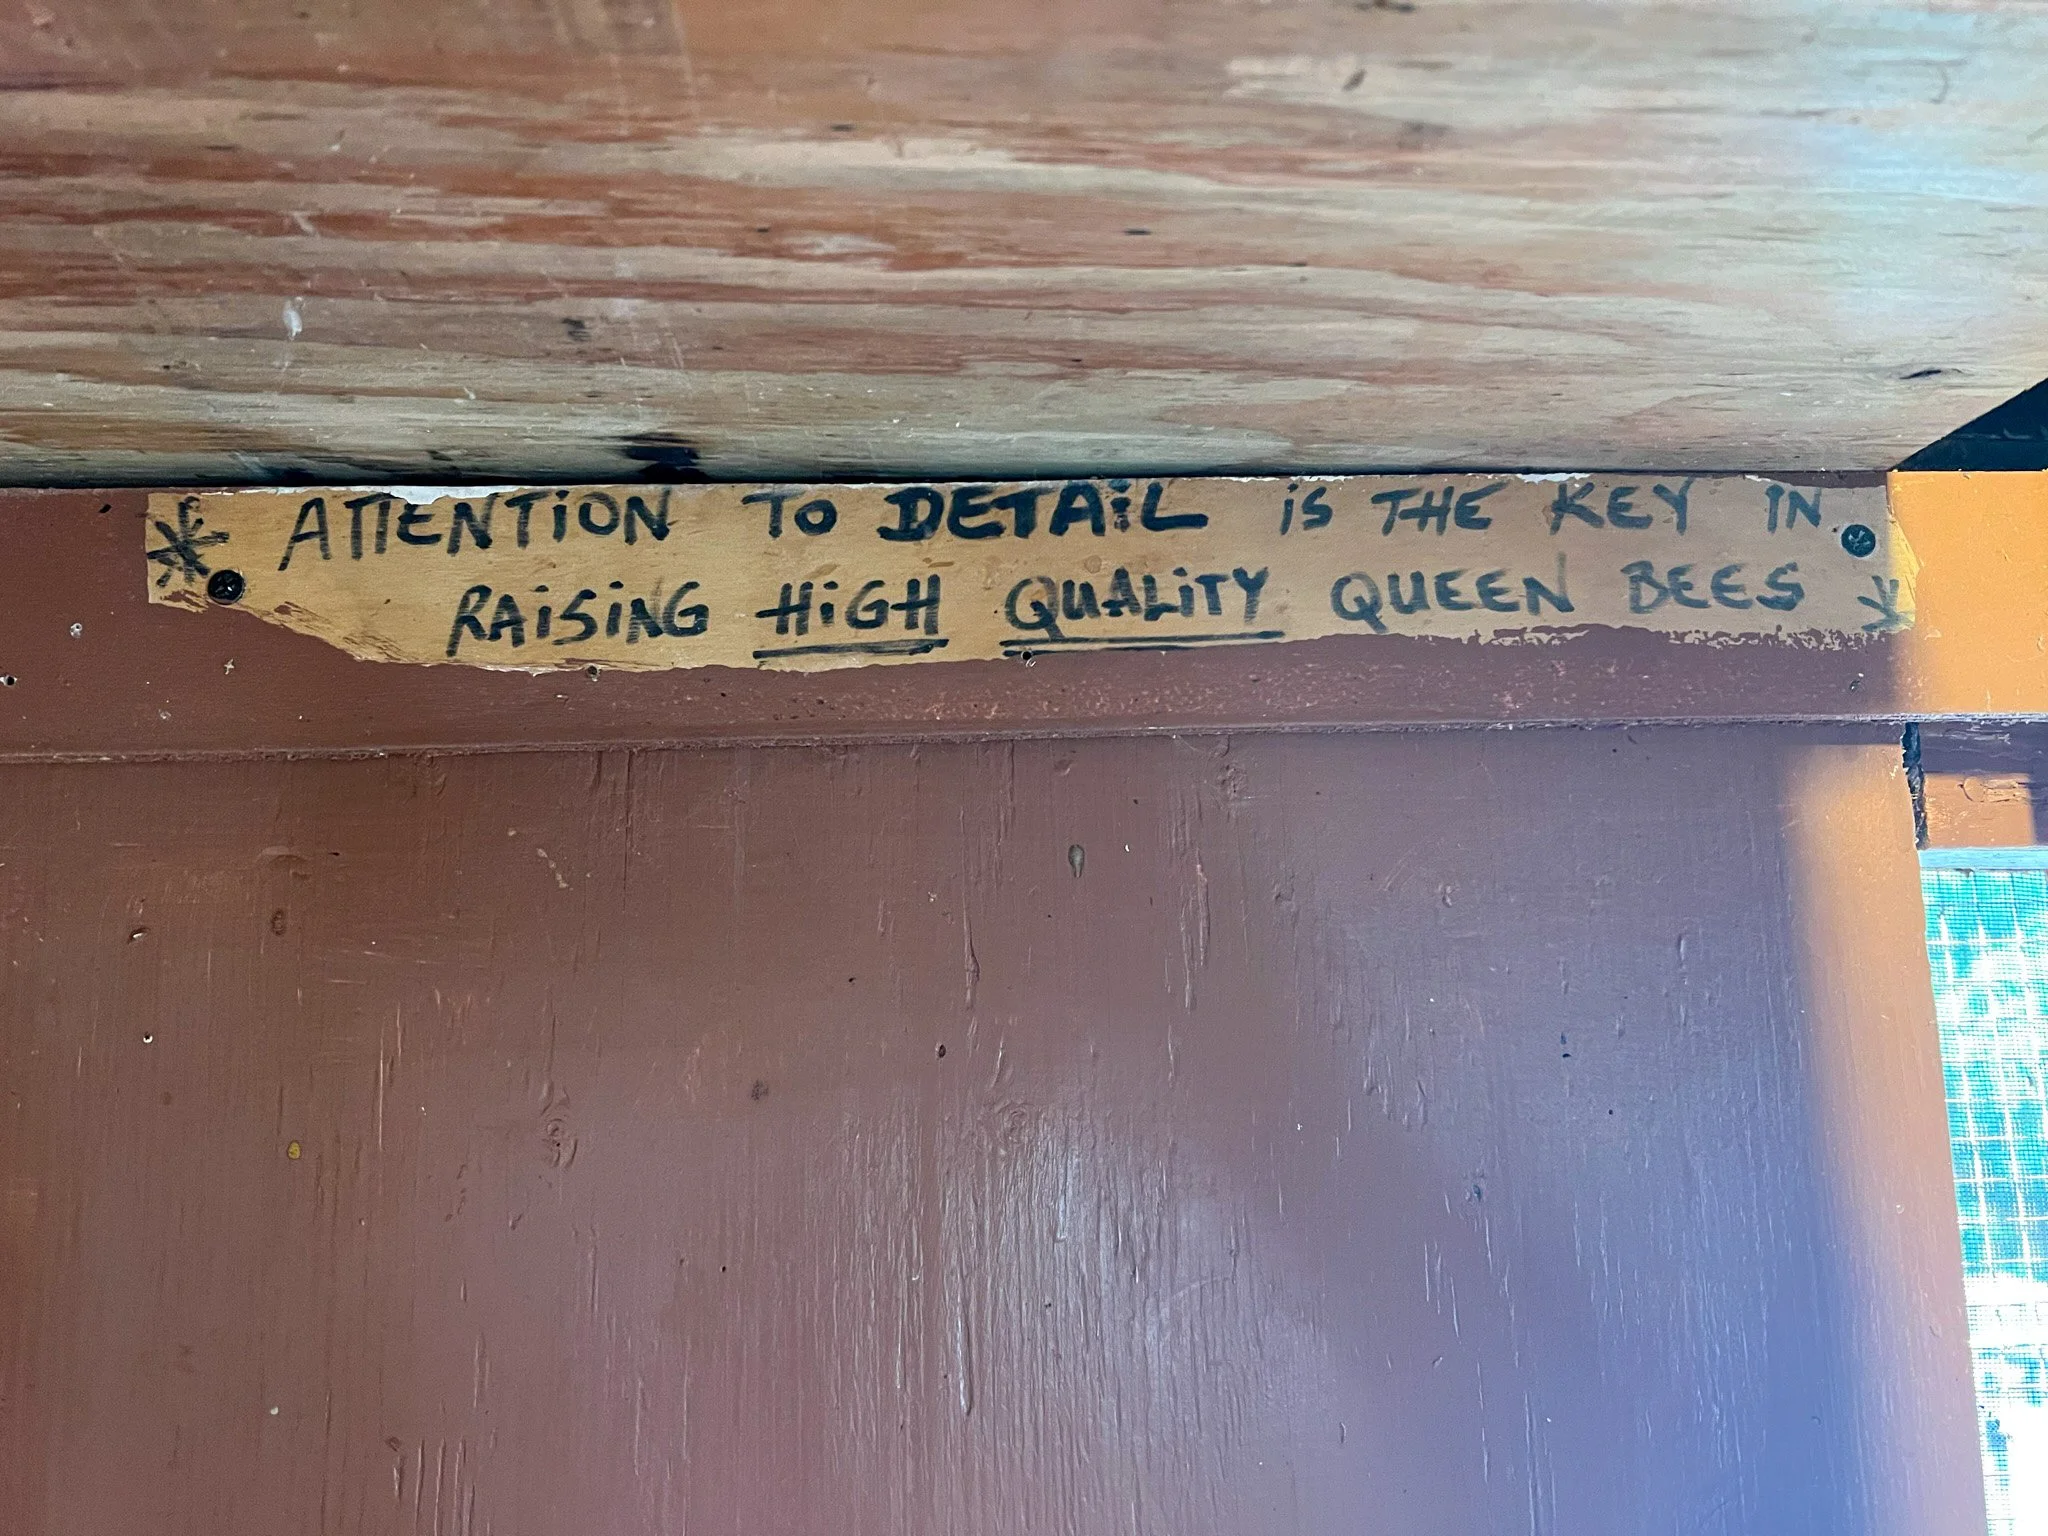 * ATTENTION TO DETAiL iS THE KEY IN
RAiSiNG HiGH QUALiTY QUEEN BEES *